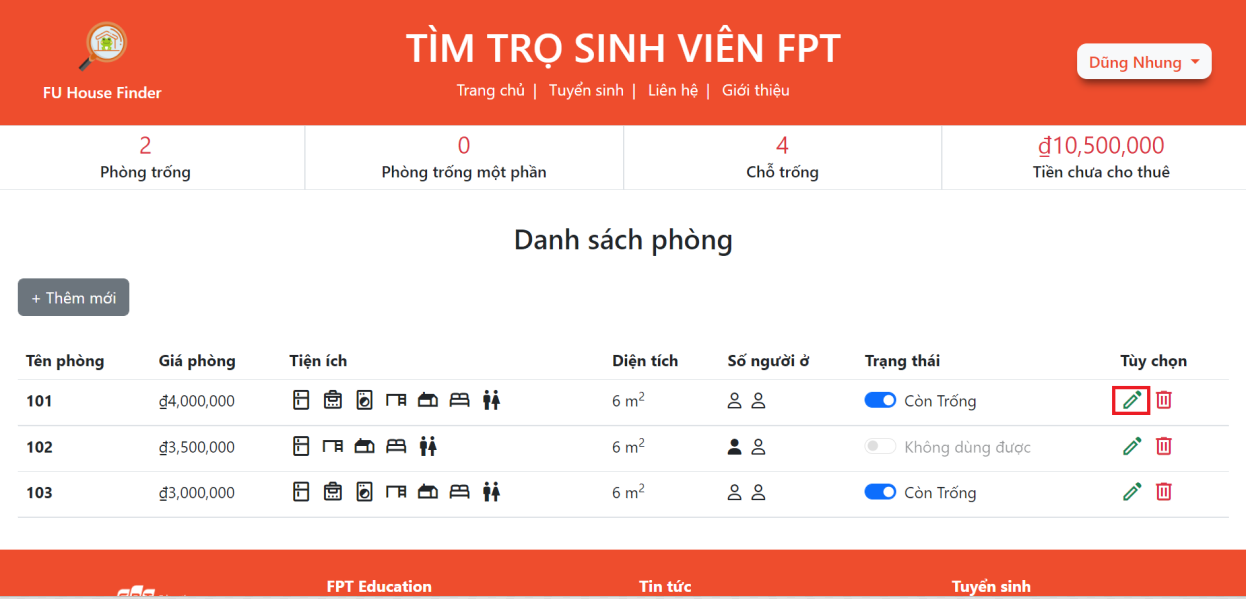 TÌM TRỌ SINH VIÊN FPT
FU House Finder
Trang chủ | Tuyển sinh | Liên hệ | Giới thiệu
Dũng Nhung
2
Phòng trống
0
Phòng trống một phần
4
Chỗ trống
₫10,500,000
Tiền chưa cho thuê
Danh sách phòng
+ Thêm mới
Tên phòng Giá phòng Tiện ích Diện tích Số người ở Trạng thái Tùy chọn
101 ₫4,000,000 6 m² Còn Trống
102 ₫3,500,000 6 m² Không dùng được
103 ₫3,000,000 6 m² Còn Trống
FPT Education Tin tức Tuyển sinh